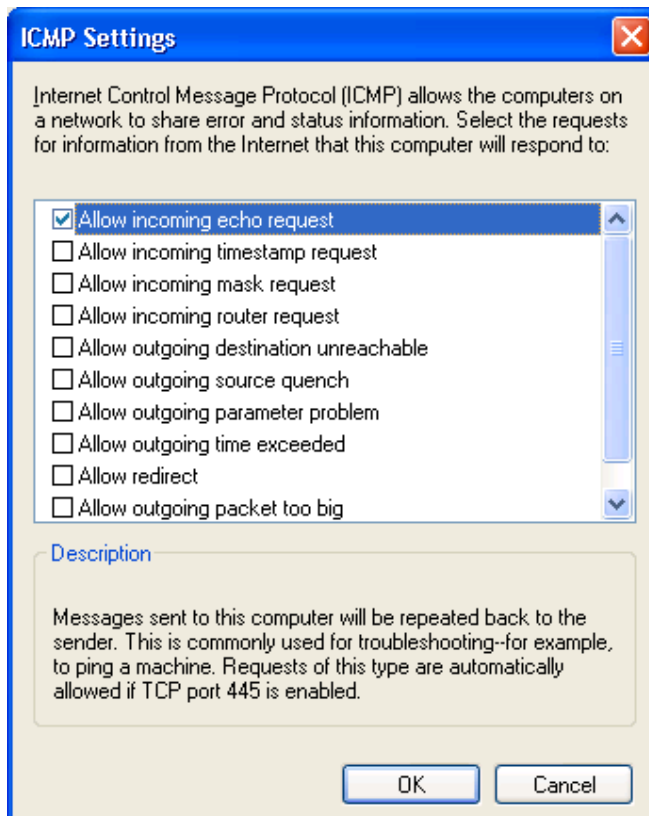 ICMP Settings
Internet Control Message Protocol (ICMP) allows the computers on
a network to share error and status information. Select the requests
for information from the Internet that this computer will respond to:
Allow incoming echo request
Allow incoming timestamp request
Allow incoming mask request
Allow incoming router request
Allow outgoing destination unreachable
Allow outgoing source quench
Allow outgoing parameter problem
Allow outgoing time exceeded
Allow redirect
Allow outgoing packet too big
Description
Messages sent to this computer will be repeated back to the
sender. This is commonly used for troubleshooting--for example,
to ping a machine. Requests of this type are automatically
allowed if TCP port 445 is enabled.
OK
Cancel